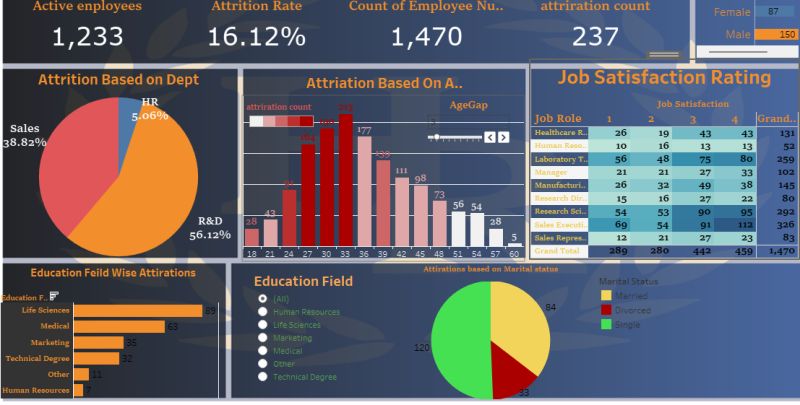 Active enployees
Attrition Rate
Count of Employee Nu..
attriration count
1,233
16.12%
1,470
237
Female
87
Male
150
Attrition Based on Dept
HR
5.06%
Sales
38.82%
R&D
56.12%
Attriation Based On A..
attriration count
AgeGap
28 43 177 139 111 98 73 56 54 28 5
18 21 24 27 30 33 36 39 42 45 48 51 54 57 60
Job Satisfaction Rating
Job Satisfaction
Job Role 1 2 3 4 Grand..
Healthcare R.. 26 19 43 43 131
Human Reso.. 10 16 13 13 52
Laboratory T.. 56 48 75 80 259
Manager 21 21 27 33 102
Manufacturi.. 26 32 49 38 145
Research Dir.. 15 16 27 22 80
Research Sci.. 54 53 90 95 292
Sales Executi.. 69 54 91 112 326
Sales Repres.. 12 21 27 23 83
Grand Total 289 280 442 459 1,470
Education Feild Wise Attirations
Education F..
Life Sciences 89
Medical 63
Marketing 35
Technical Degree 32
Other 11
Human Resources 7
Education Field
(All)
Human Resources
Life Sciences
Marketing
Medical
Other
Technical Degree
Attirations based on Marital status
84
120
33
Marital Status
Married
Divorced
Single